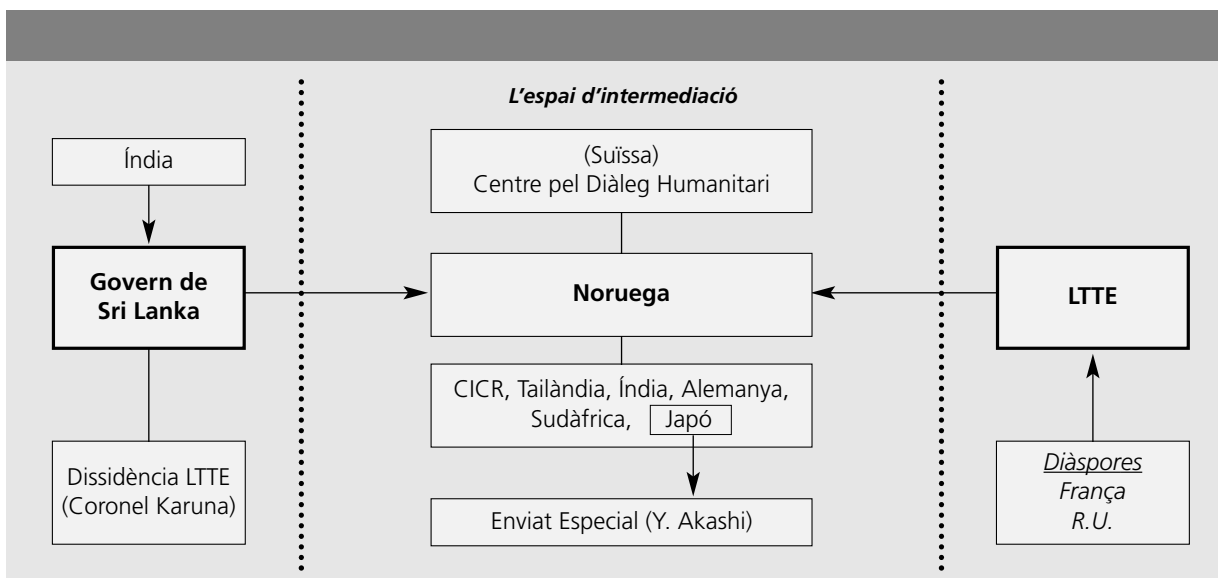 L'espai d'intermediació
Índia
(Suïssa)
Centre pel Diàleg Humanitari
Govern de
Sri Lanka
Noruega
LTTE
CICR, Tailàndia, Índia, Alemanya,
Sudàfrica, Japó
Dissidència LTTE
(Coronel Karuna)
Enviat Especial (Y. Akashi)
Diàspores
França
R.U.